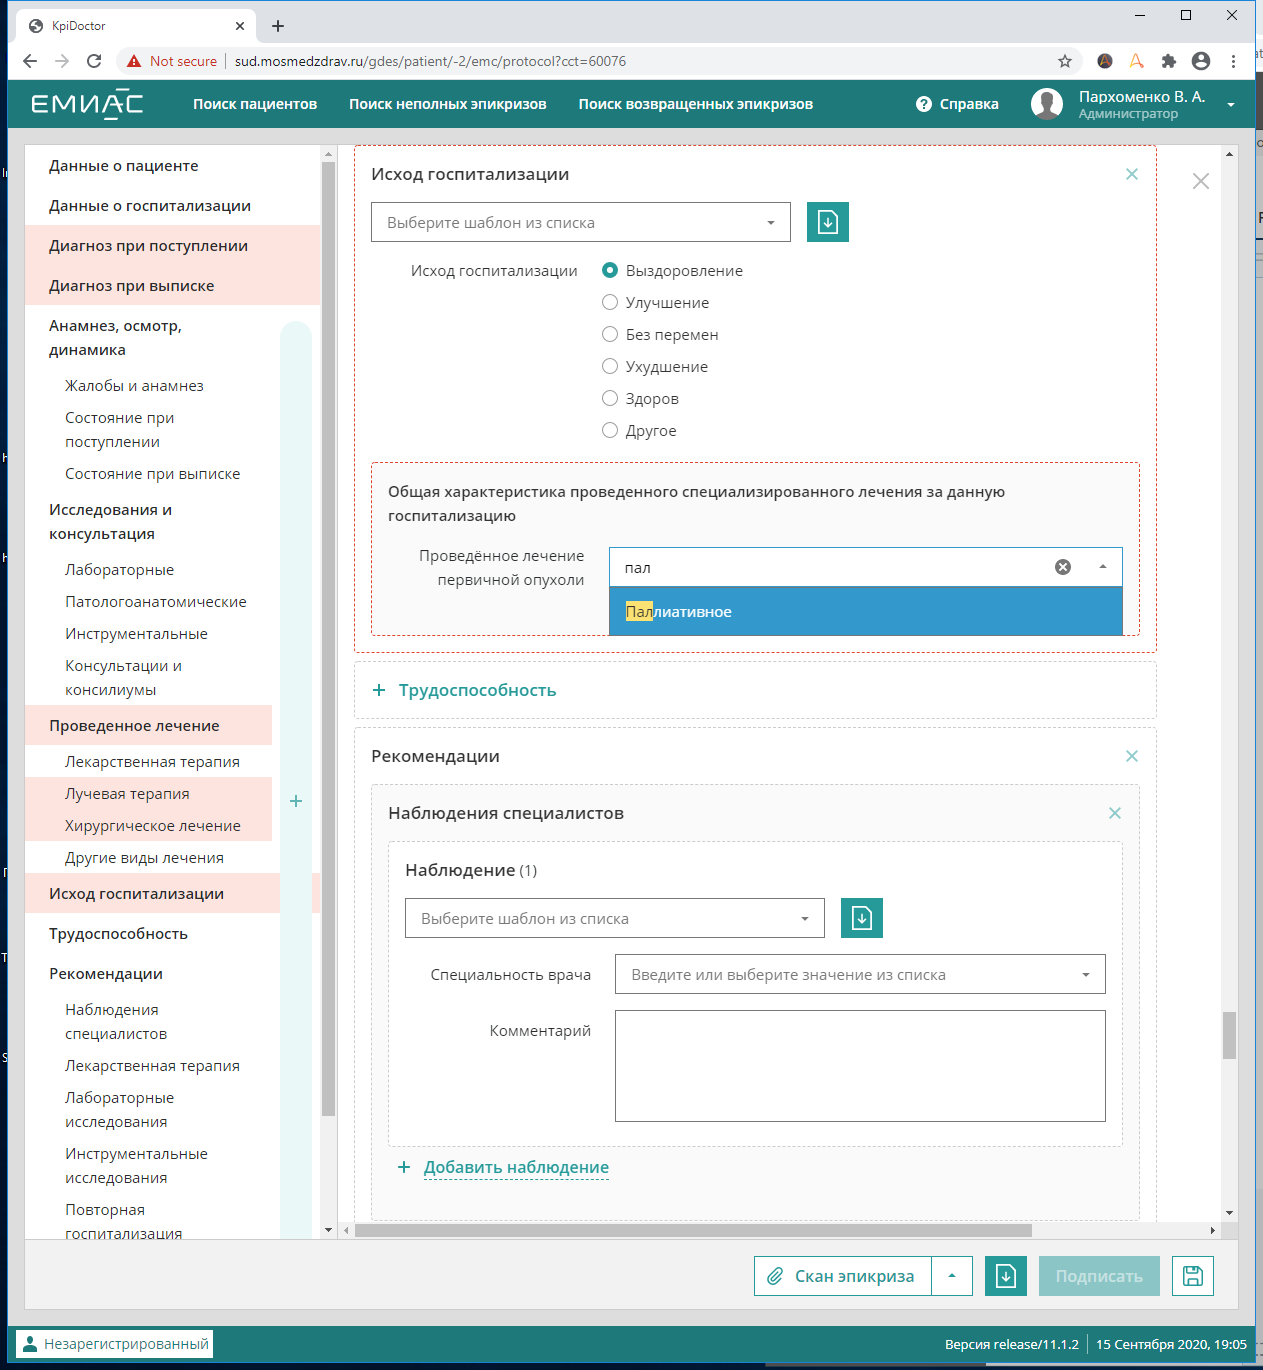 KpiDoctor
Not secure
sud.mosmedzdrav.ru/gdes/patient/-2/emc/protocol?cct=60076
ЕМИАС
Поиск пациентов
Поиск неполных эпикризов
Поиск возвращенных эпикризов
Справка
Пархоменко В. А.
Администратор
Данные о пациенте
Данные о госпитализации
Диагноз при поступлении
Диагноз при выписке
Анамнез, осмотр,
динамика
Жалобы и анамнез
Состояние при
поступлении
Состояние при выписке
Исследования и
консультация
Лабораторные
Патологоанатомические
Инструментальные
Консультации и
консилиумы
Проведенное лечение
Лекарственная терапия
Лучевая терапия
Хирургическое лечение
Другие виды лечения
Исход госпитализации
Трудоспособность
Рекомендации
Наблюдения
специалистов
Лекарственная терапия
Лабораторные
исследования
Инструментальные
исследования
Повторная
госпитализация
Исход госпитализации
Выберите шаблон из списка
Исход госпитализации
Выздоровление
Улучшение
Без перемен
Ухудшение
Здоров
Другое
Общая характеристика проведенного специализированного лечения за данную
госпитализацию
Проведённое лечение
первичной опухоли
пал
Паллиативное
Трудоспособность
Рекомендации
Наблюдения специалистов
Наблюдение (1)
Выберите шаблон из списка
Специальность врача
Введите или выберите значение из списка
Комментарий
Добавить наблюдение
Скан эпикриза
Подписать
Незарегистрированный
Версия release/11.1.2
15 Сентября 2020, 19:05